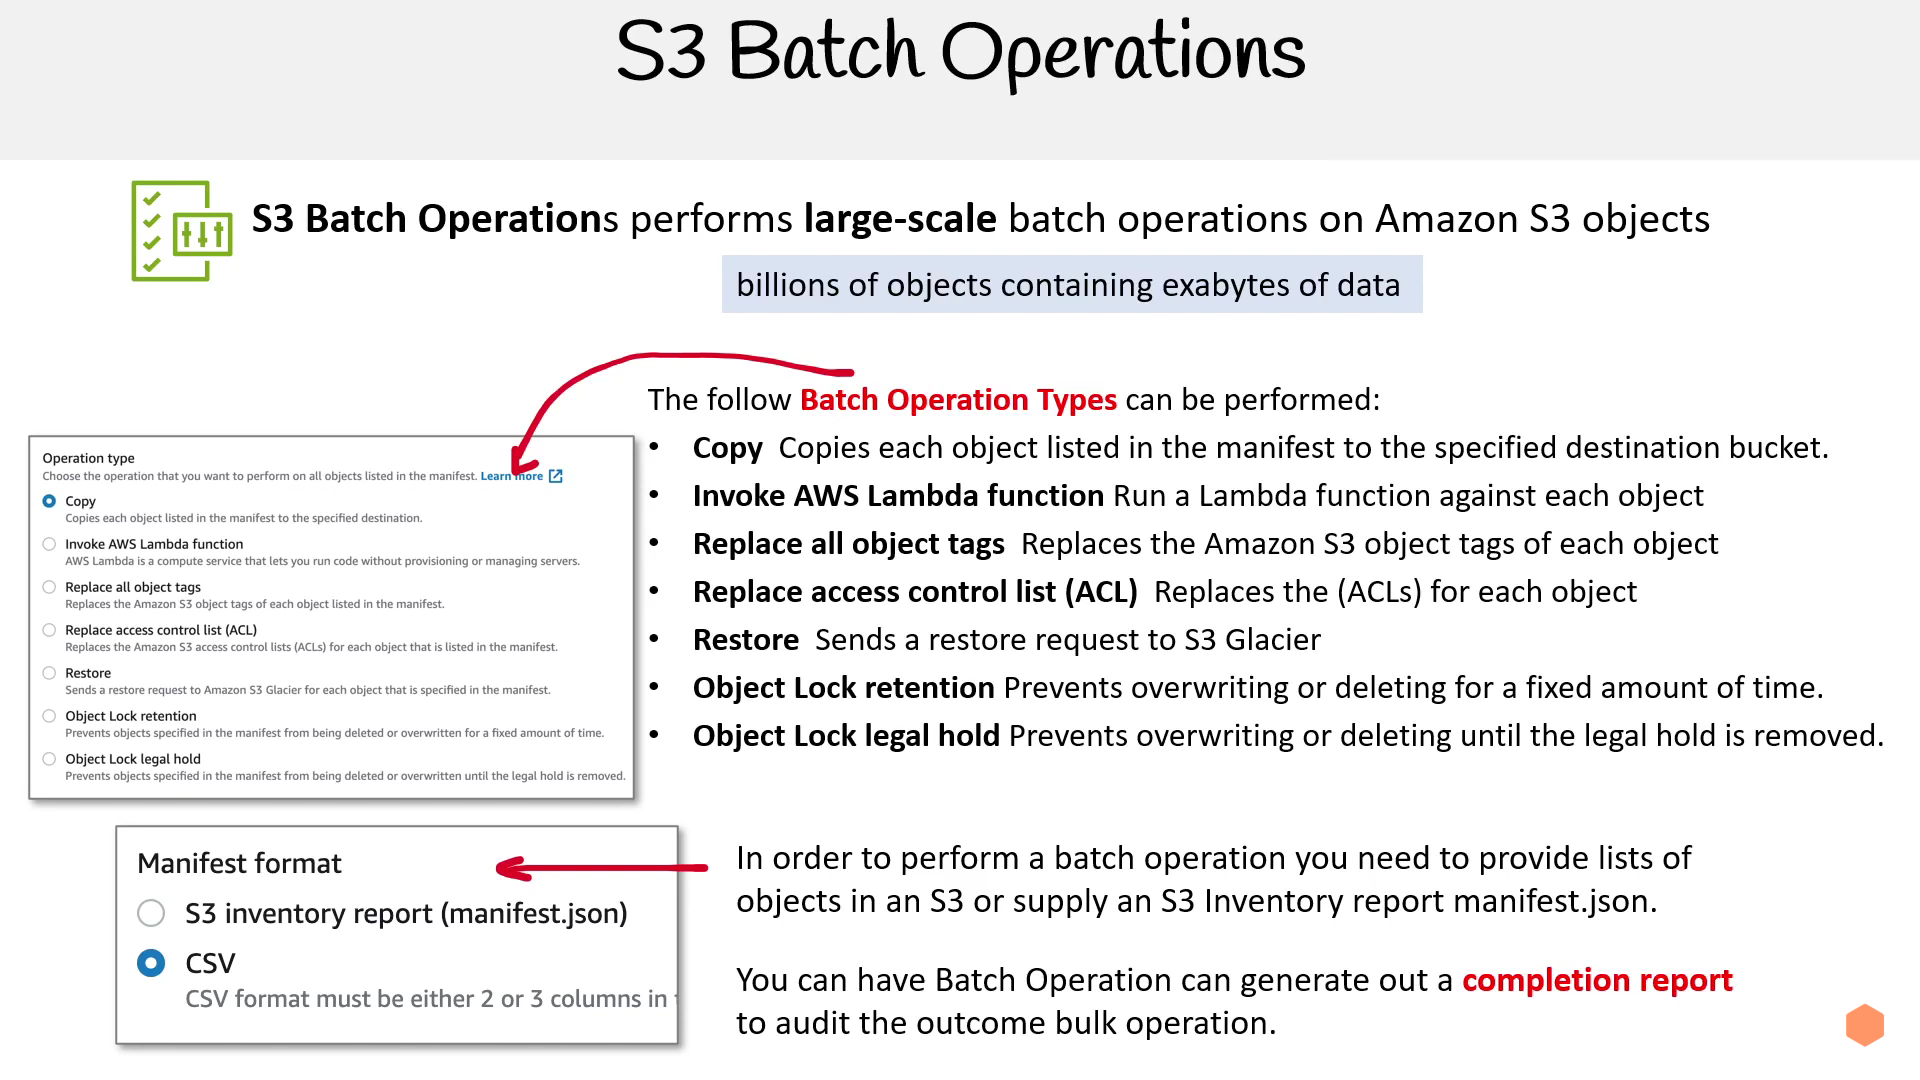 S3 Batch Operations
S3 Batch Operations performs large-scale batch operations on Amazon S3 objects
billions of objects containing exabytes of data
The follow Batch Operation Types can be performed:
• Copy Copies each object listed in the manifest to the specified destination bucket.
• Invoke AWS Lambda function Run a Lambda function against each object
• Replace all object tags Replaces the Amazon S3 object tags of each object
• Replace access control list (ACL) Replaces the (ACLs) for each object
• Restore Sends a restore request to S3 Glacier
• Object Lock retention Prevents overwriting or deleting for a fixed amount of time.
• Object Lock legal hold Prevents overwriting or deleting until the legal hold is removed.
Operation type
Choose the operation that you want to perform on all objects listed in the manifest. Learn more
Copy
Copies each object listed in the manifest to the specified destination.
Invoke AWS Lambda function
AWS Lambda is a compute service that lets you run code without provisioning or managing servers.
Replace all object tags
Replaces the Amazon S3 object tags of each object listed in the manifest.
Replace access control list (ACL)
Replaces the Amazon S3 access control lists (ACLs) for each object that is listed in the manifest.
Restore
Sends a restore request to Amazon S3 Glacier for each object that is specified in the manifest.
Object Lock retention
Prevents objects specified in the manifest from being deleted or overwritten for a fixed amount of time.
Object Lock legal hold
Prevents objects specified in the manifest from being deleted or overwritten until the legal hold is removed.
Manifest format
S3 inventory report (manifest.json)
CSV
CSV format must be either 2 or 3 columns in
In order to perform a batch operation you need to provide lists of
objects in an S3 or supply an S3 Inventory report manifest.json.
You can have Batch Operation can generate out a completion report
to audit the outcome bulk operation.